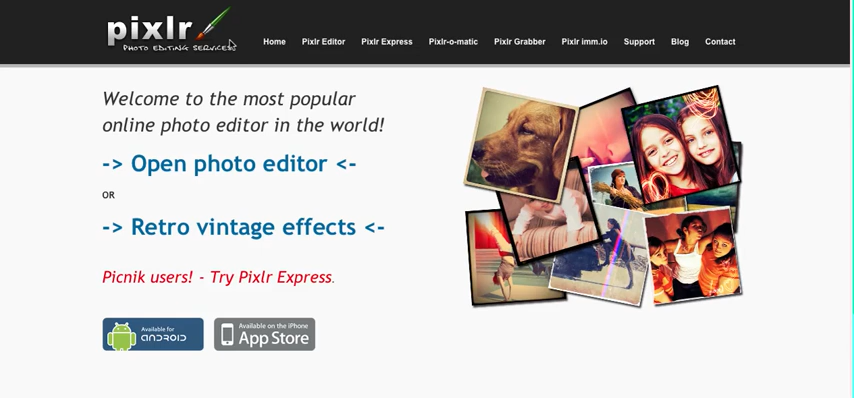 pixlr
PHOTO EDITING SERVICES
Home Pixlr Editor Pixlr Express Pixlr-o-matic Pixlr Grabber Pixlr imm.io Support Blog Contact
Welcome to the most popular
online photo editor in the world!
-> Open photo editor <-
OR
-> Retro vintage effects <-
Picnik users! - Try Pixlr Express.
Available for
ANDROID
Available on the iPhone
App Store